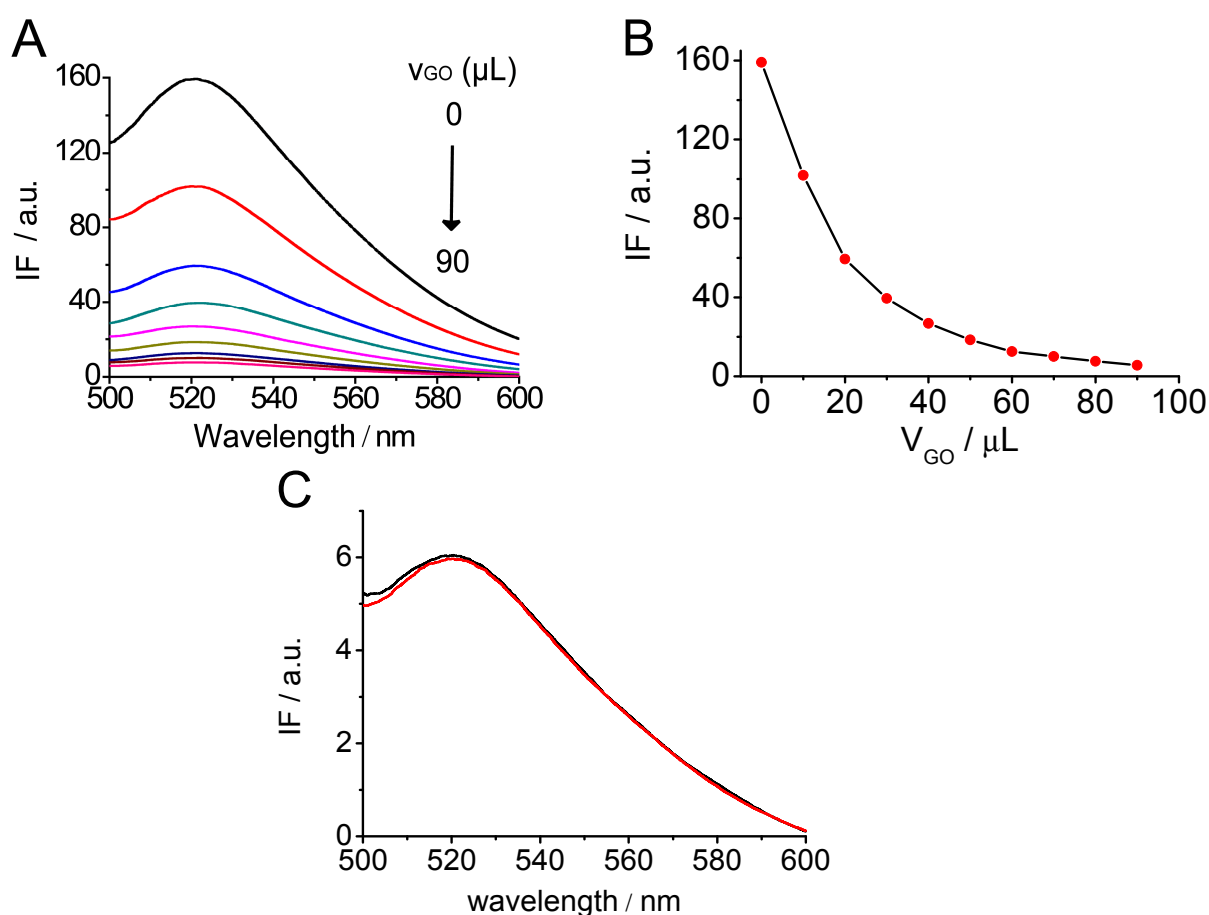 A
160
120
80
40
0
IF / a.u.
500 520 540 560 580 600
Wavelength / nm
vGO (µL)
0
90
B
160
120
80
40
0
IF / a.u.
0 20 40 60 80 100
VGO / µL
C
6
4
2
0
IF / a.u.
500 520 540 560 580 600
wavelength / nm